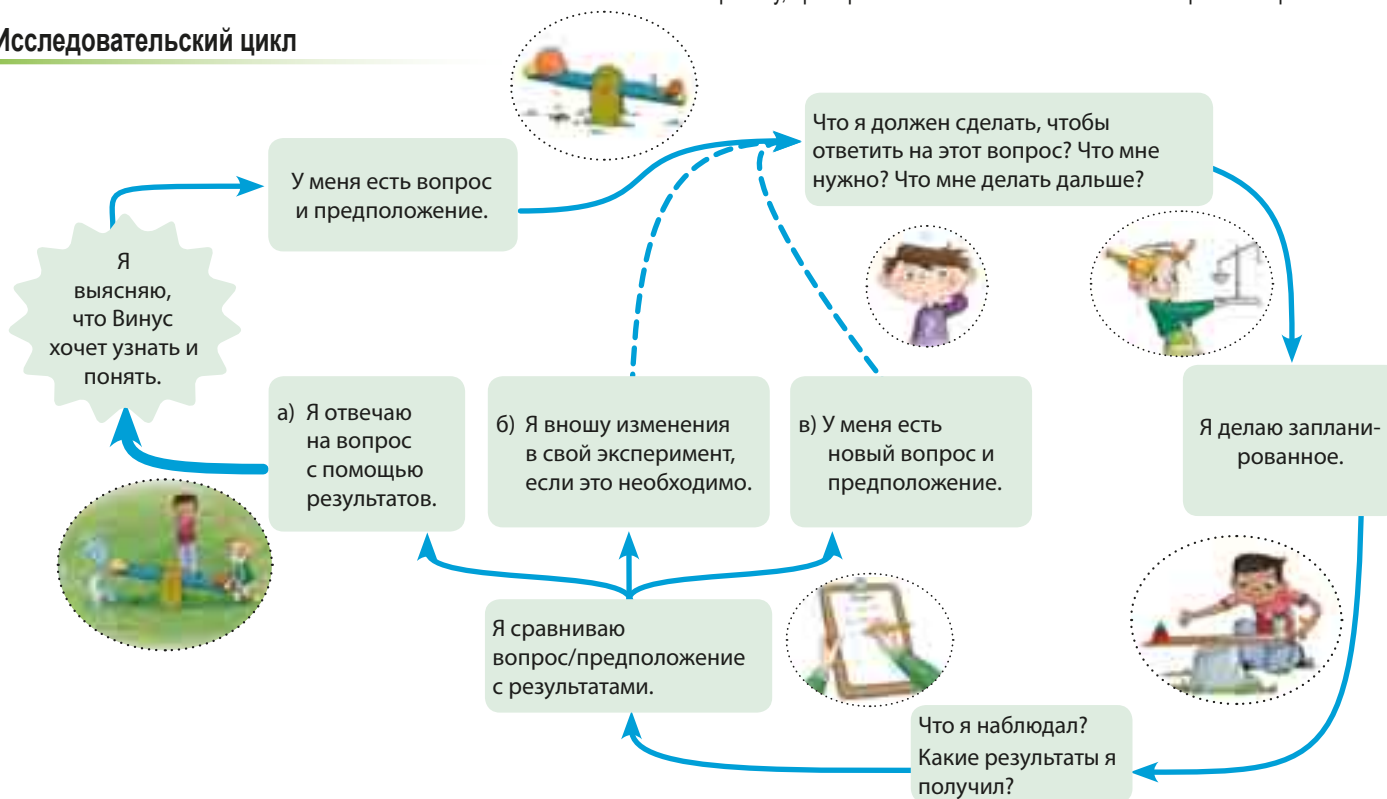 Исследовательский цикл
У меня есть вопрос
и предположение.
Что я должен сделать, чтобы
ответить на этот вопрос? Что мне
нужно? Что мне делать дальше?
Я
выясняю,
что Винус
хочет узнать и
понять.
а) Я отвечаю
на вопрос
с помощью
результатов.
б) Я вношу изменения
в свой эксперимент,
если это необходимо.
в) У меня есть
новый вопрос и
предположение.
Я делаю заплани-
рованное.
Я сравниваю
вопрос/предположение
с результатами.
Что я наблюдал?
Какие результаты я
получил?